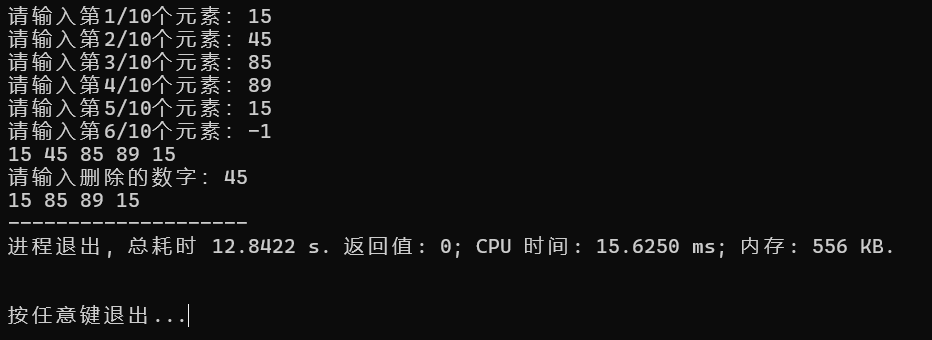 请输入第1/10个元素: 15
请输入第2/10个元素: 45
请输入第3/10个元素: 85
请输入第4/10个元素: 89
请输入第5/10个元素: 15
请输入第6/10个元素: -1
15 45 85 89 15
请输入删除的数字: 45
15 85 89 15
--------------------
进程退出, 总耗时 12.8422 s. 返回值: 0; CPU 时间: 15.6250 ms; 内存: 556 KB.
按任意键退出...